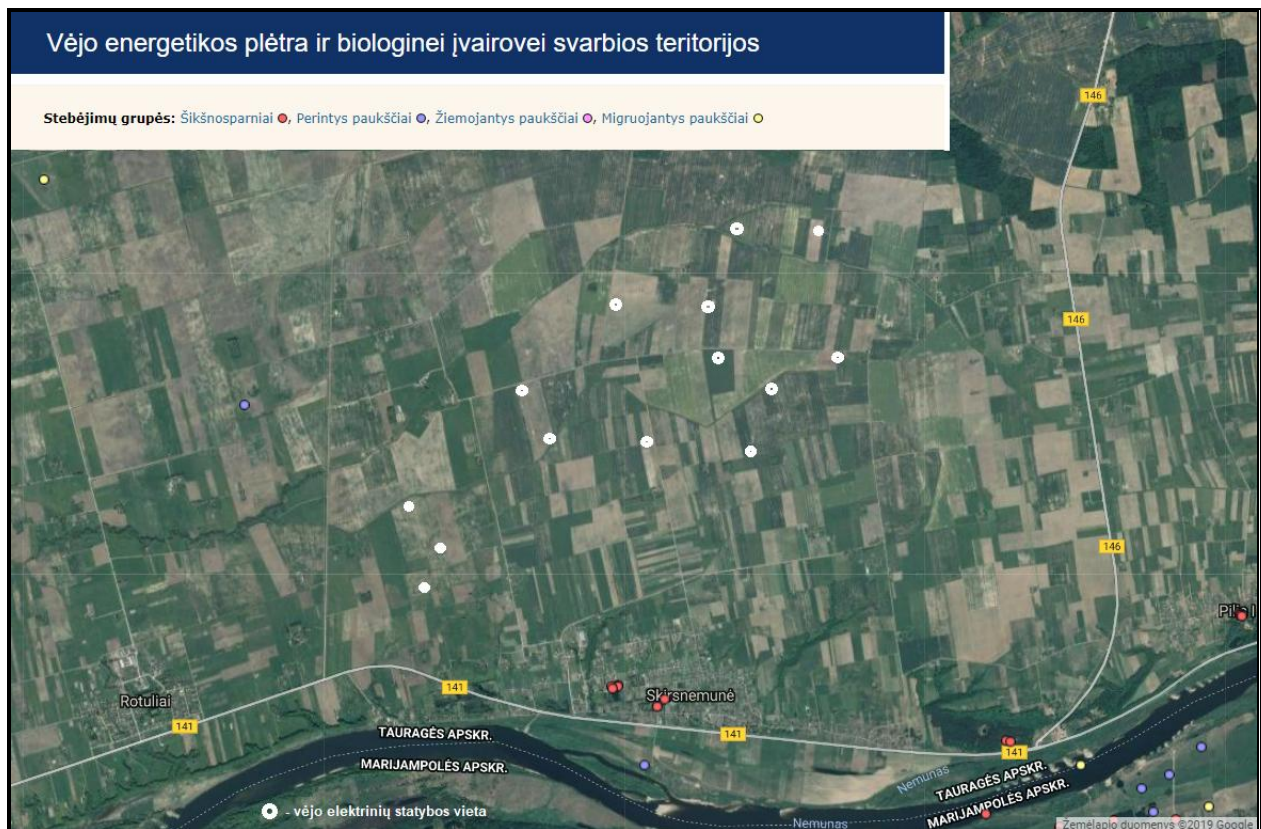 Vėjo energetikos plėtra ir biologinei įvairovei svarbios teritorijos
Stebėjimų grupės: Šikšnosparniai, Perintys paukščiai, Žiemojantys paukščiai, Migruojantys paukščiai
146
146
146
Rotuliai
141
141
Skirsnemunė
141
141
TAURAGĖS APSKR.
MARIJAMPOLĖS APSKR.
Nemunas
TAURAGĖS APSKR.
MARIJAMPOLĖS APSKR.
- vėjo elektrinių statybos vieta
Nemunas
Žemėlapio duomenys ©2019 Google